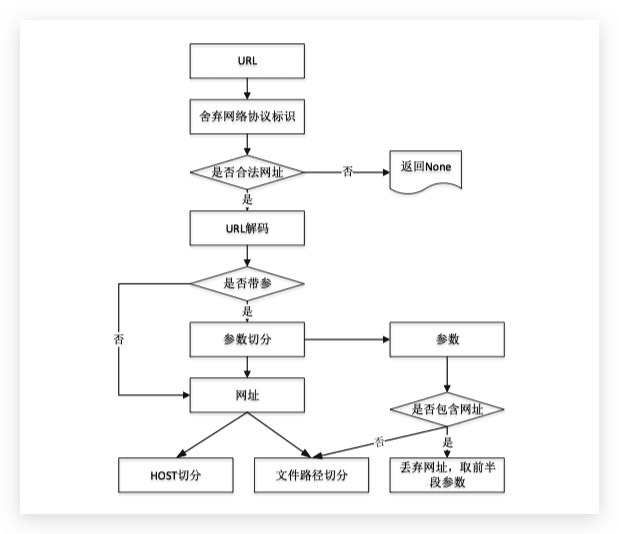 URL
舍弃网络协议标识
是否合法网址
否
返回None
是
URL解码
是否带参
是
否
参数切分
参数
网址
是否包含网址
否
是
HOST切分
文件路径切分
丢弃网址，取前半
段参数